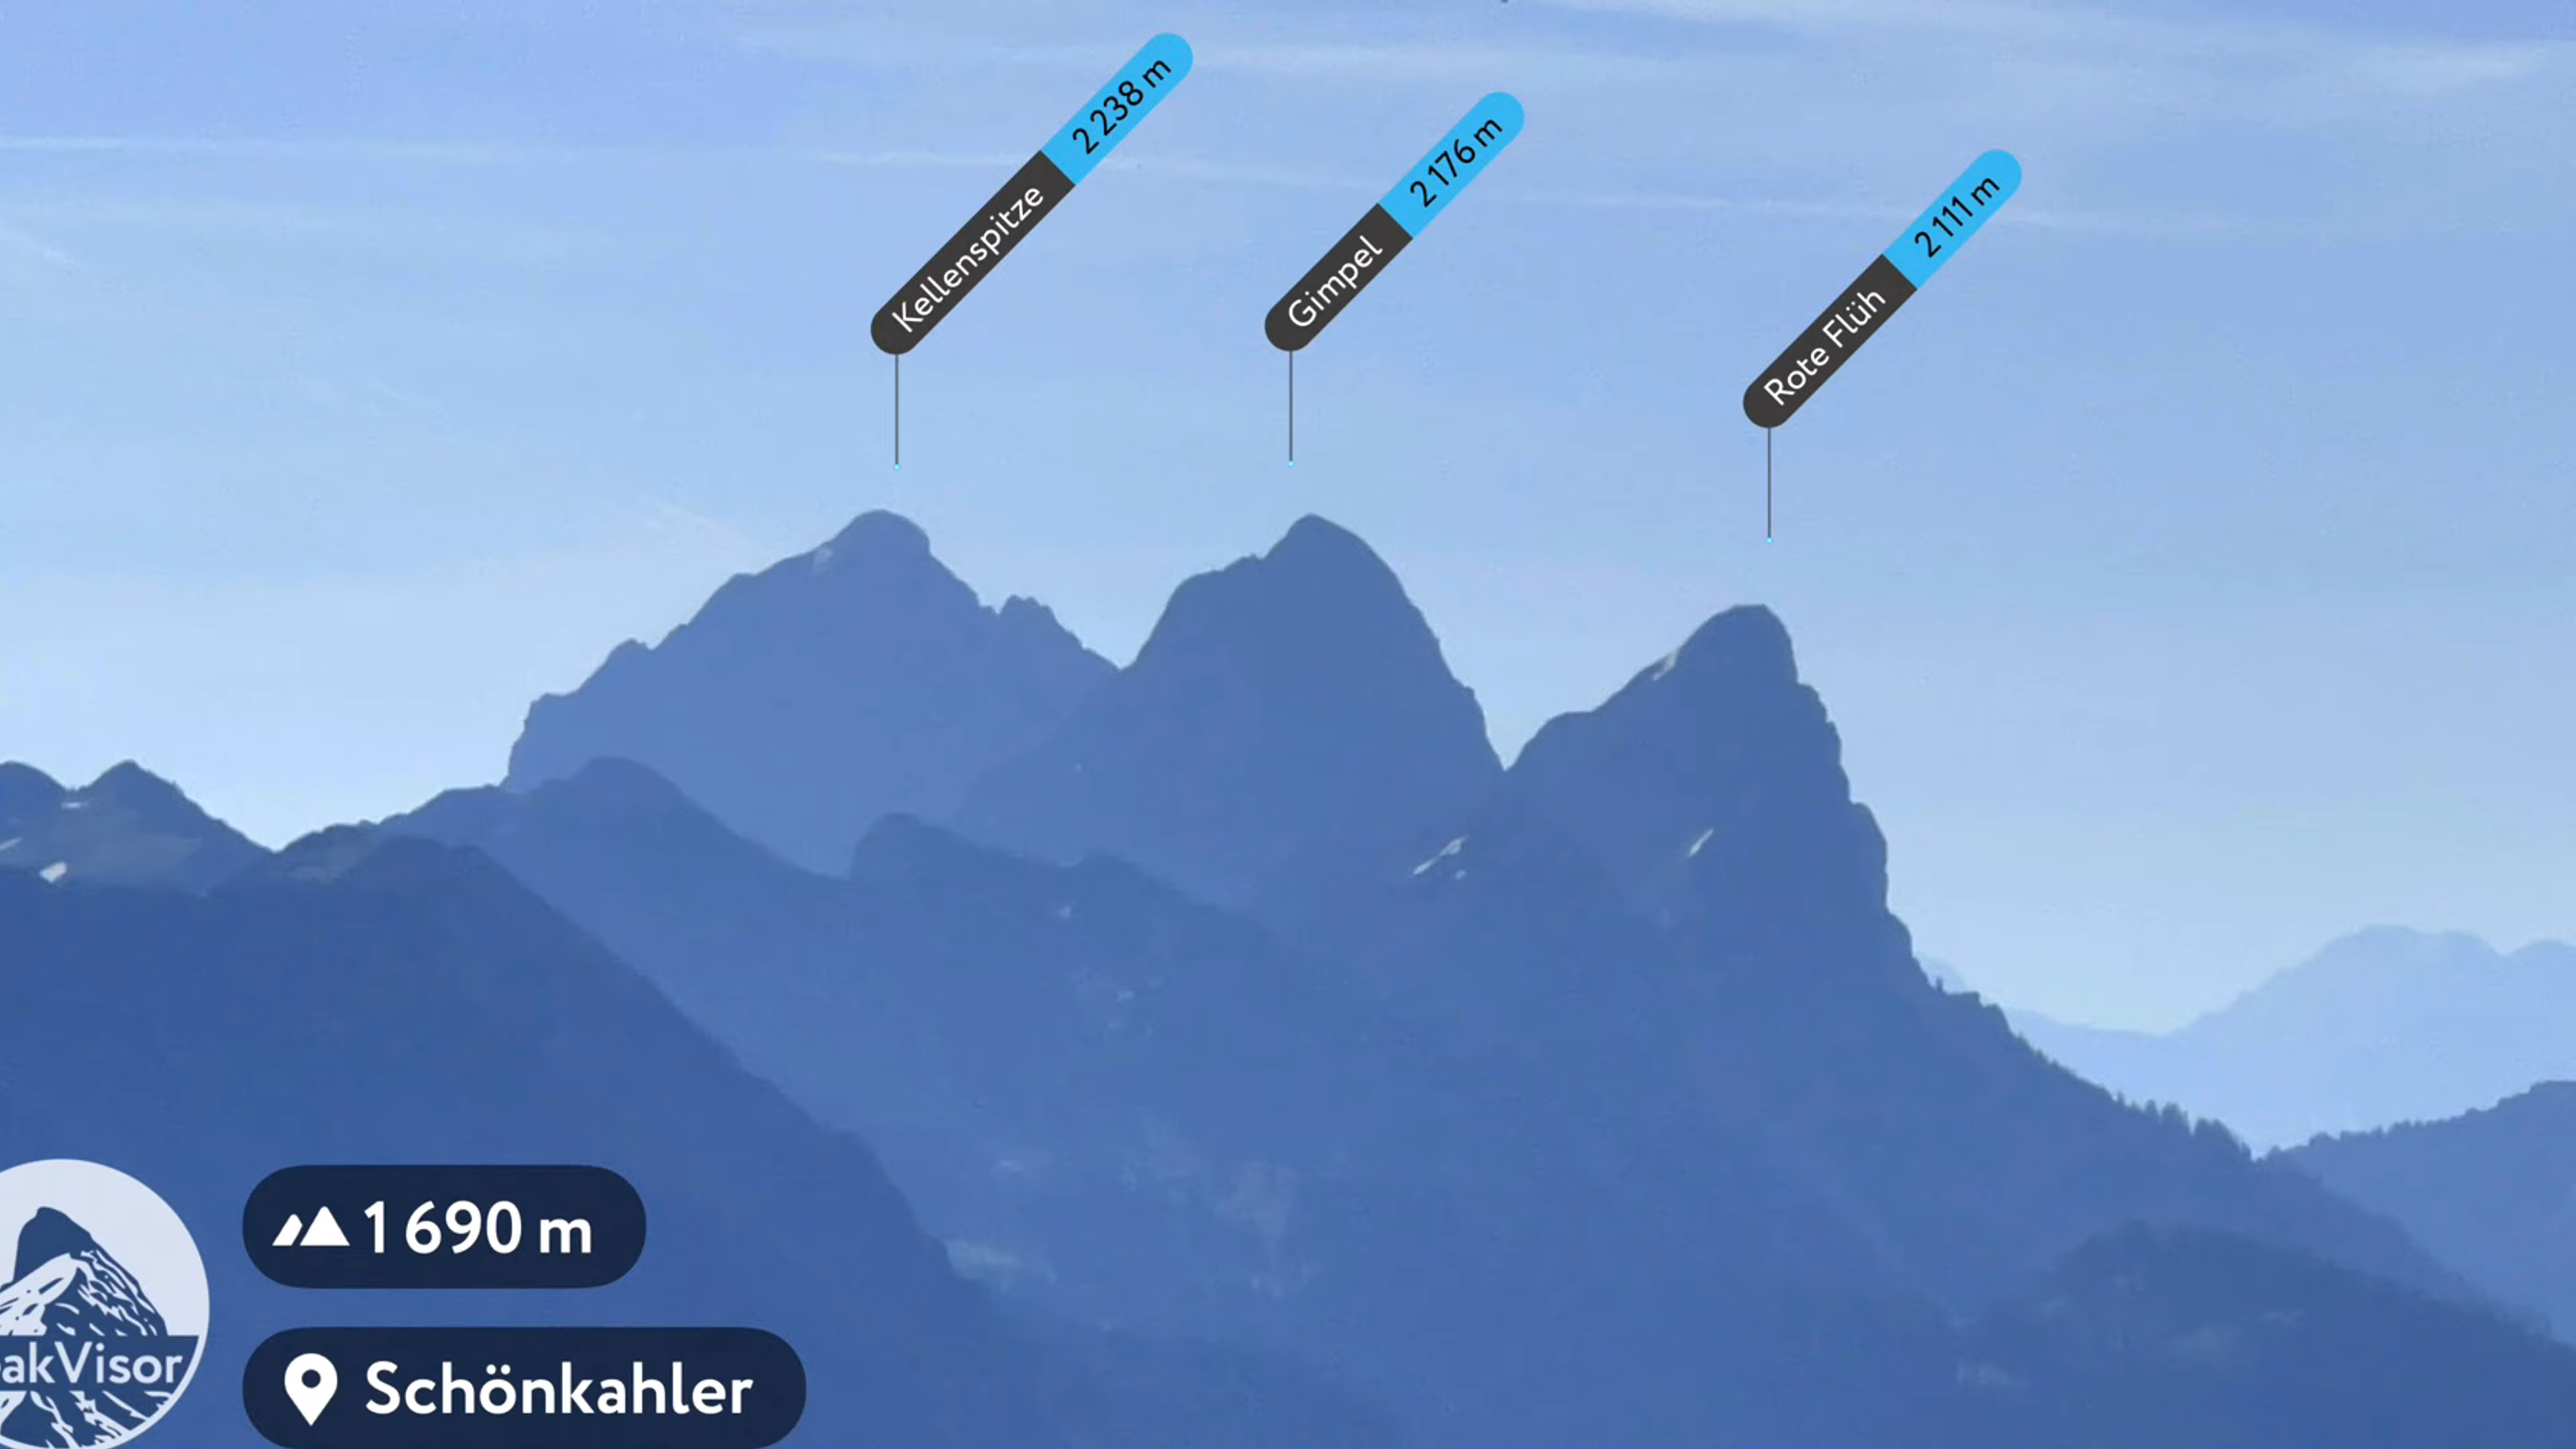 Kellenspitze 2 238 m
Gimpel 2 176 m
Rote Flüh 2 111 m
1 690 m
akVisor
Schönkahler